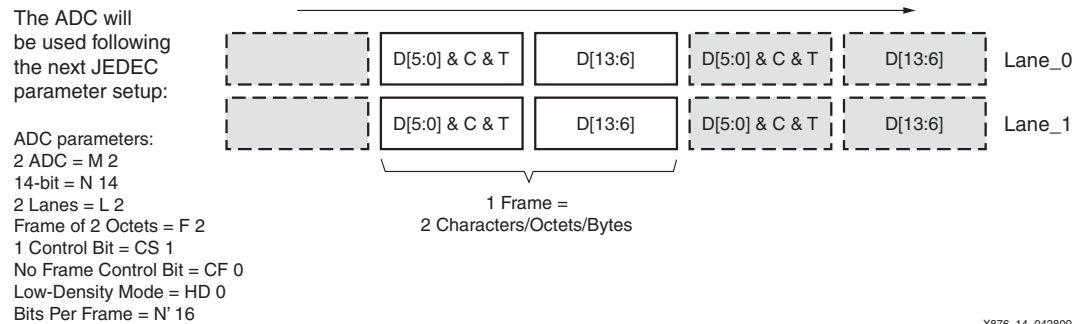 The ADC will
be used following
the next JEDEC
parameter setup:
ADC parameters:
2 ADC = M 2
14-bit = N 14
2 Lanes = L 2
Frame of 2 Octets = F 2
1 Control Bit = CS 1
No Frame Control Bit = CF 0
Low-Density Mode = HD 0
Bits Per Frame = N' 16
D[5:0] & C & T D[13:6] D[5:0] & C & T D[13:6] Lane_0
D[5:0] & C & T D[13:6] D[5:0] & C & T D[13:6] Lane_1
1 Frame =
2 Characters/Octets/Bytes
X876_14_042809